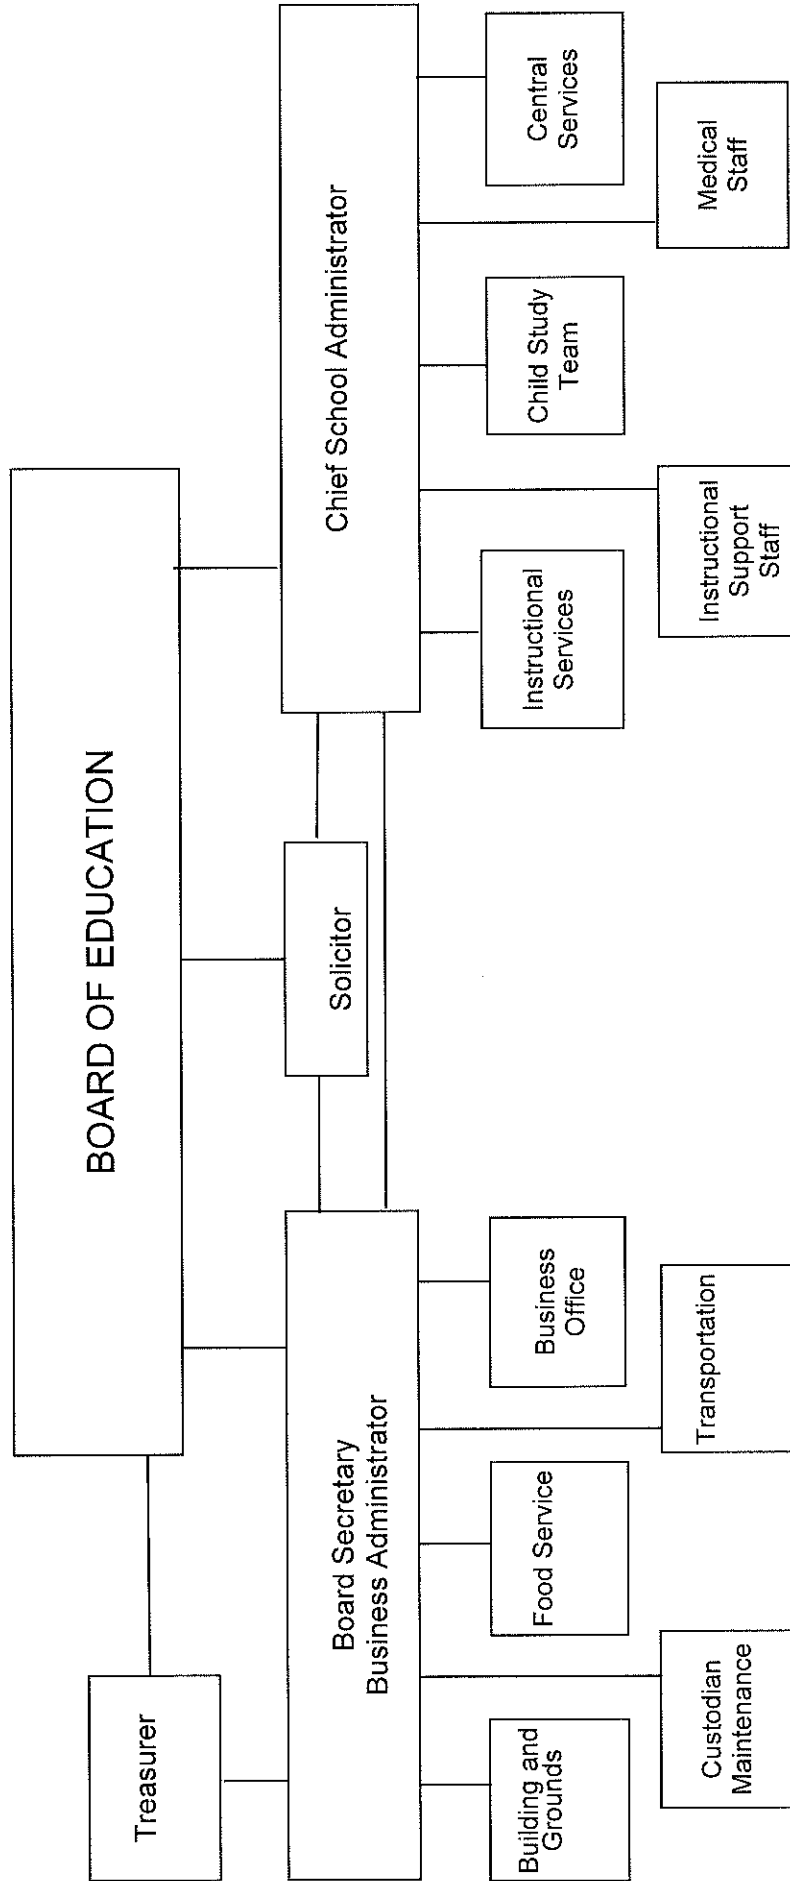 BOARD OF EDUCATION
Treasurer
Board Secretary
Business Administrator
Solicitor
Chief School Administrator
Building and
Grounds
Food Service
Business
Office
Instructional
Services
Child Study
Team
Central
Services
Custodian
Maintenance
Transportation
Instructional
Support
Staff
Medical
Staff